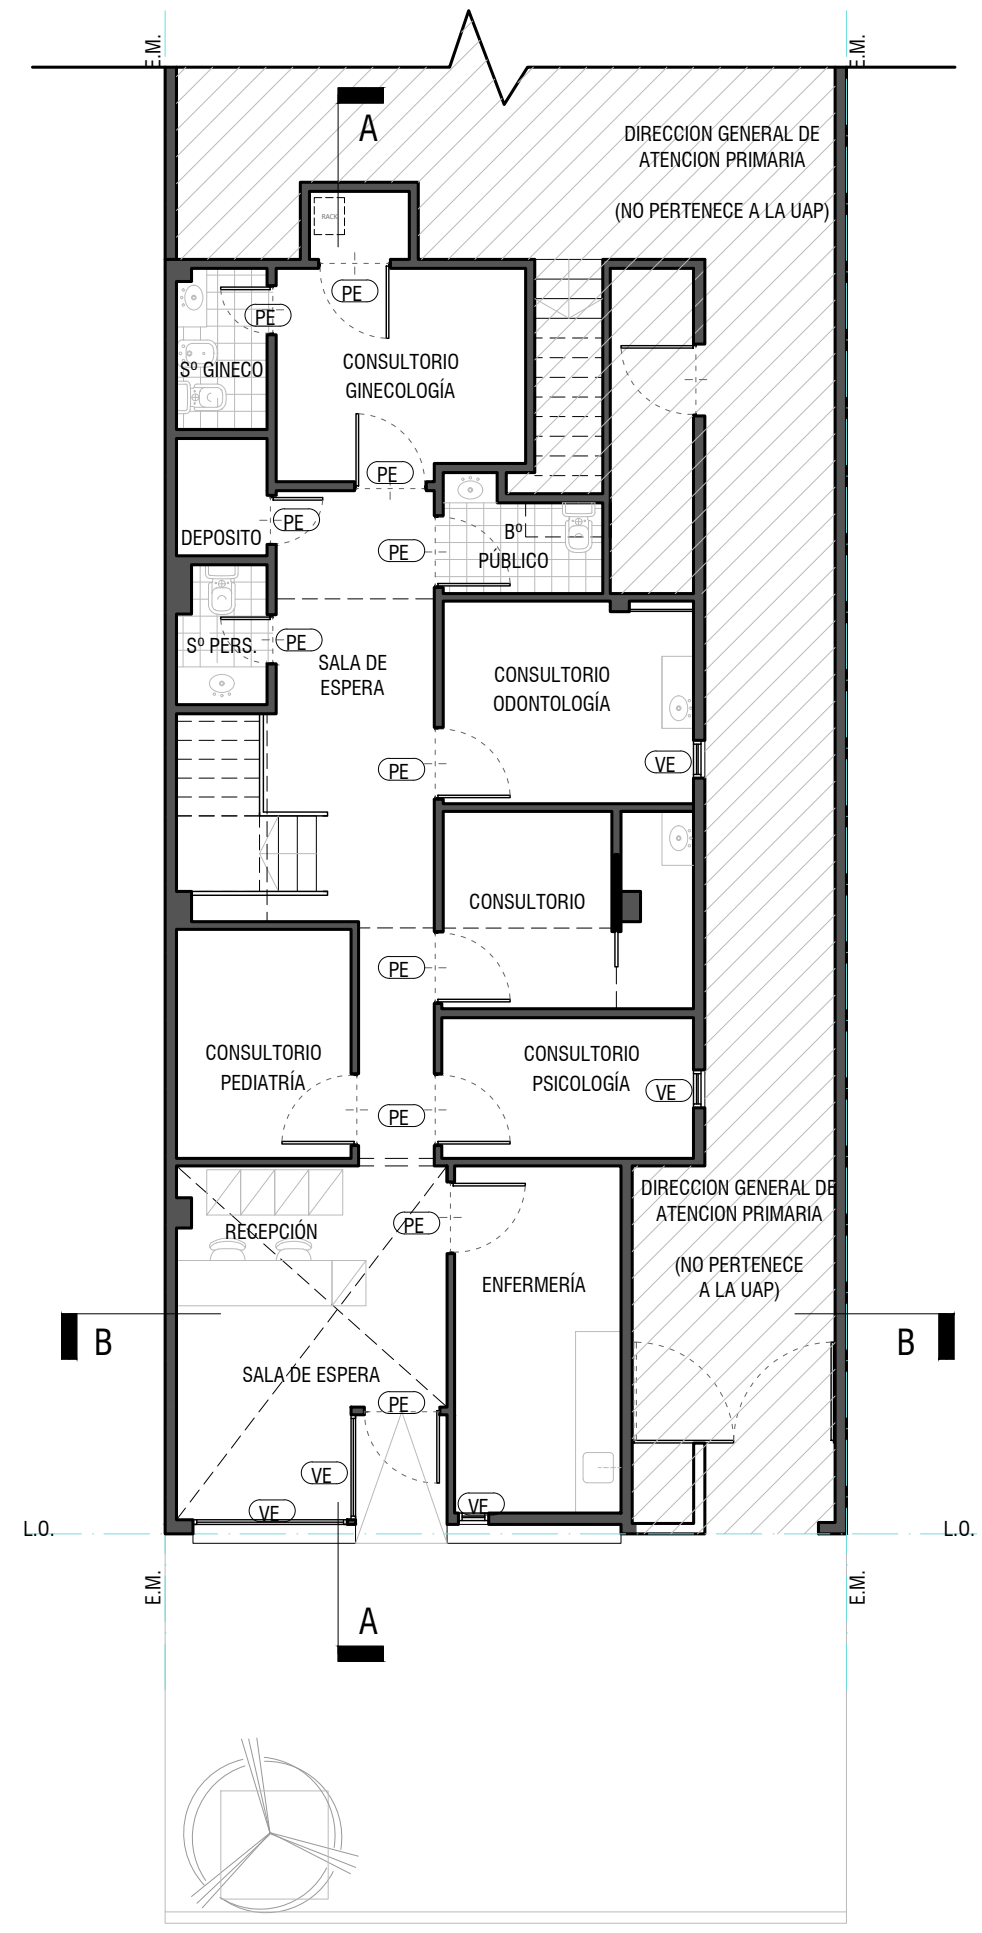 E.M.
E.M.
A
DIRECCION GENERAL DE
ATENCION PRIMARIA
(NO PERTENECE A LA UAP)
RACK
PE
PE
CONSULTORIO
GINECOLOGÍA
Sº GINECO
PE
PE
DEPOSITO
PE
Bº
PÚBLICO
PE
Sº PERS.
SALA DE
ESPERA
CONSULTORIO
ODONTOLOGÍA
PE
VE
CONSULTORIO
PE
CONSULTORIO
PEDIATRÍA
CONSULTORIO
PSICOLOGÍA
VE
PE
DIRECCION GENERAL DE
ATENCION PRIMARIA
(NO PERTENECE
A LA UAP)
RECEPCIÓN
PE
ENFERMERÍA
B
B
SALA DE ESPERA
PE
VE
VE
VE
L.O.
L.O.
E.M.
E.M.
A